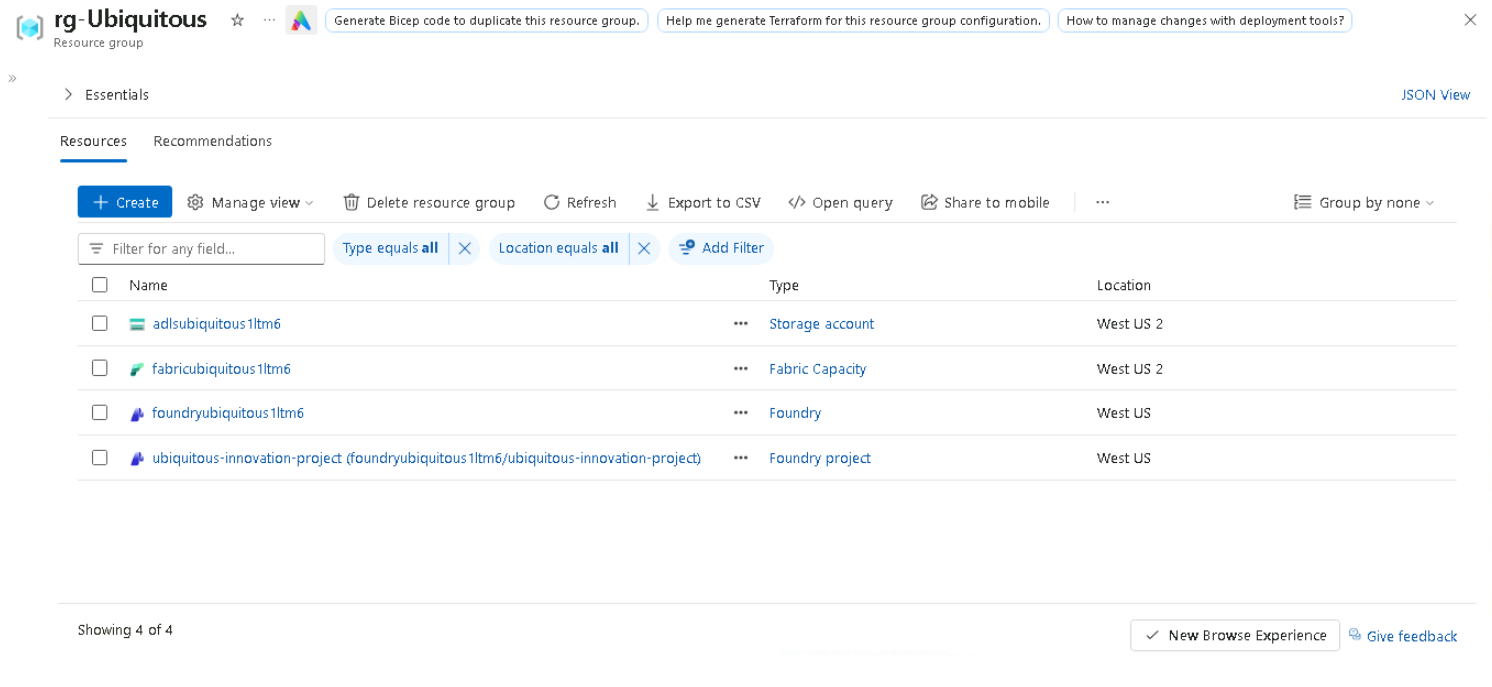 rg-Ubiquitous
Generate Bicep code to duplicate this resource group. Help me generate Terraform for this resource group configuration. How to manage changes with deployment tools?
Resource group
Essentials JSON View
Resources Recommendations
Create Manage view Delete resource group Refresh Export to CSV Open query Share to mobile Group by none
Filter for any field... Type equals all Location equals all Add Filter
Name Type Location
adlsubiquitous1ltm6 Storage account West US 2
fabricubiquitous1ltm6 Fabric Capacity West US 2
foundryubiquitous1ltm6 Foundry West US
ubiquitous-innovation-project (foundryubiquitous1ltm6/ubiquitous-innovation-project) Foundry project West US
Showing 4 of 4 New Browse Experience Give feedback